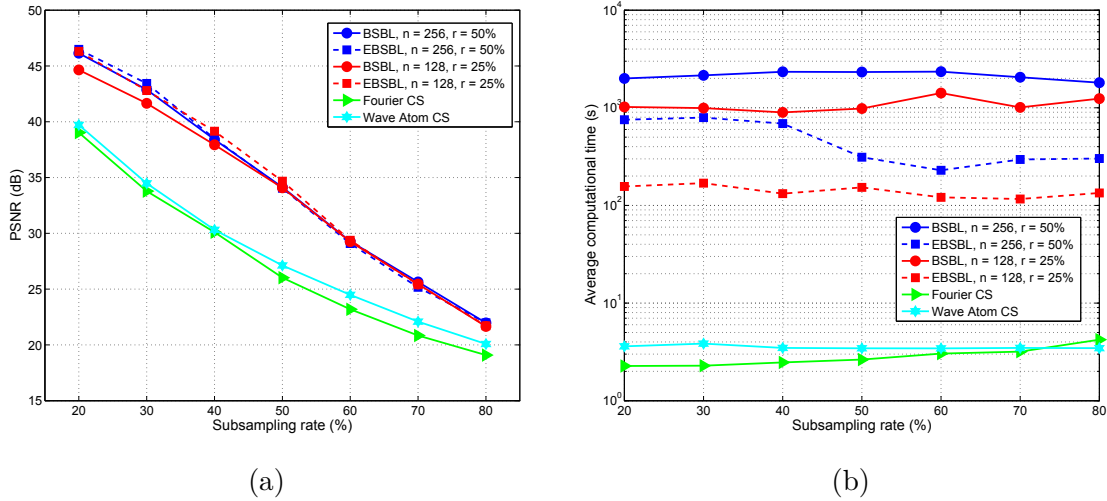 50
45
40
35
30
25
20
15
PSNR (dB)
BSBL, n = 256, r = 50%
EBSBL, n = 256, r = 50%
BSBL, n = 128, r = 25%
EBSBL, n = 128, r = 25%
Fourier CS
Wave Atom CS
20 30 40 50 60 70 80
Subsampling rate (%)
(a)
10^4
10^3
10^2
10^1
10^0
Average computational time (s)
BSBL, n = 256, r = 50%
EBSBL, n = 256, r = 50%
BSBL, n = 128, r = 25%
EBSBL, n = 128, r = 25%
Fourier CS
Wave Atom CS
20 30 40 50 60 70 80
Subsampling rate (%)
(b)